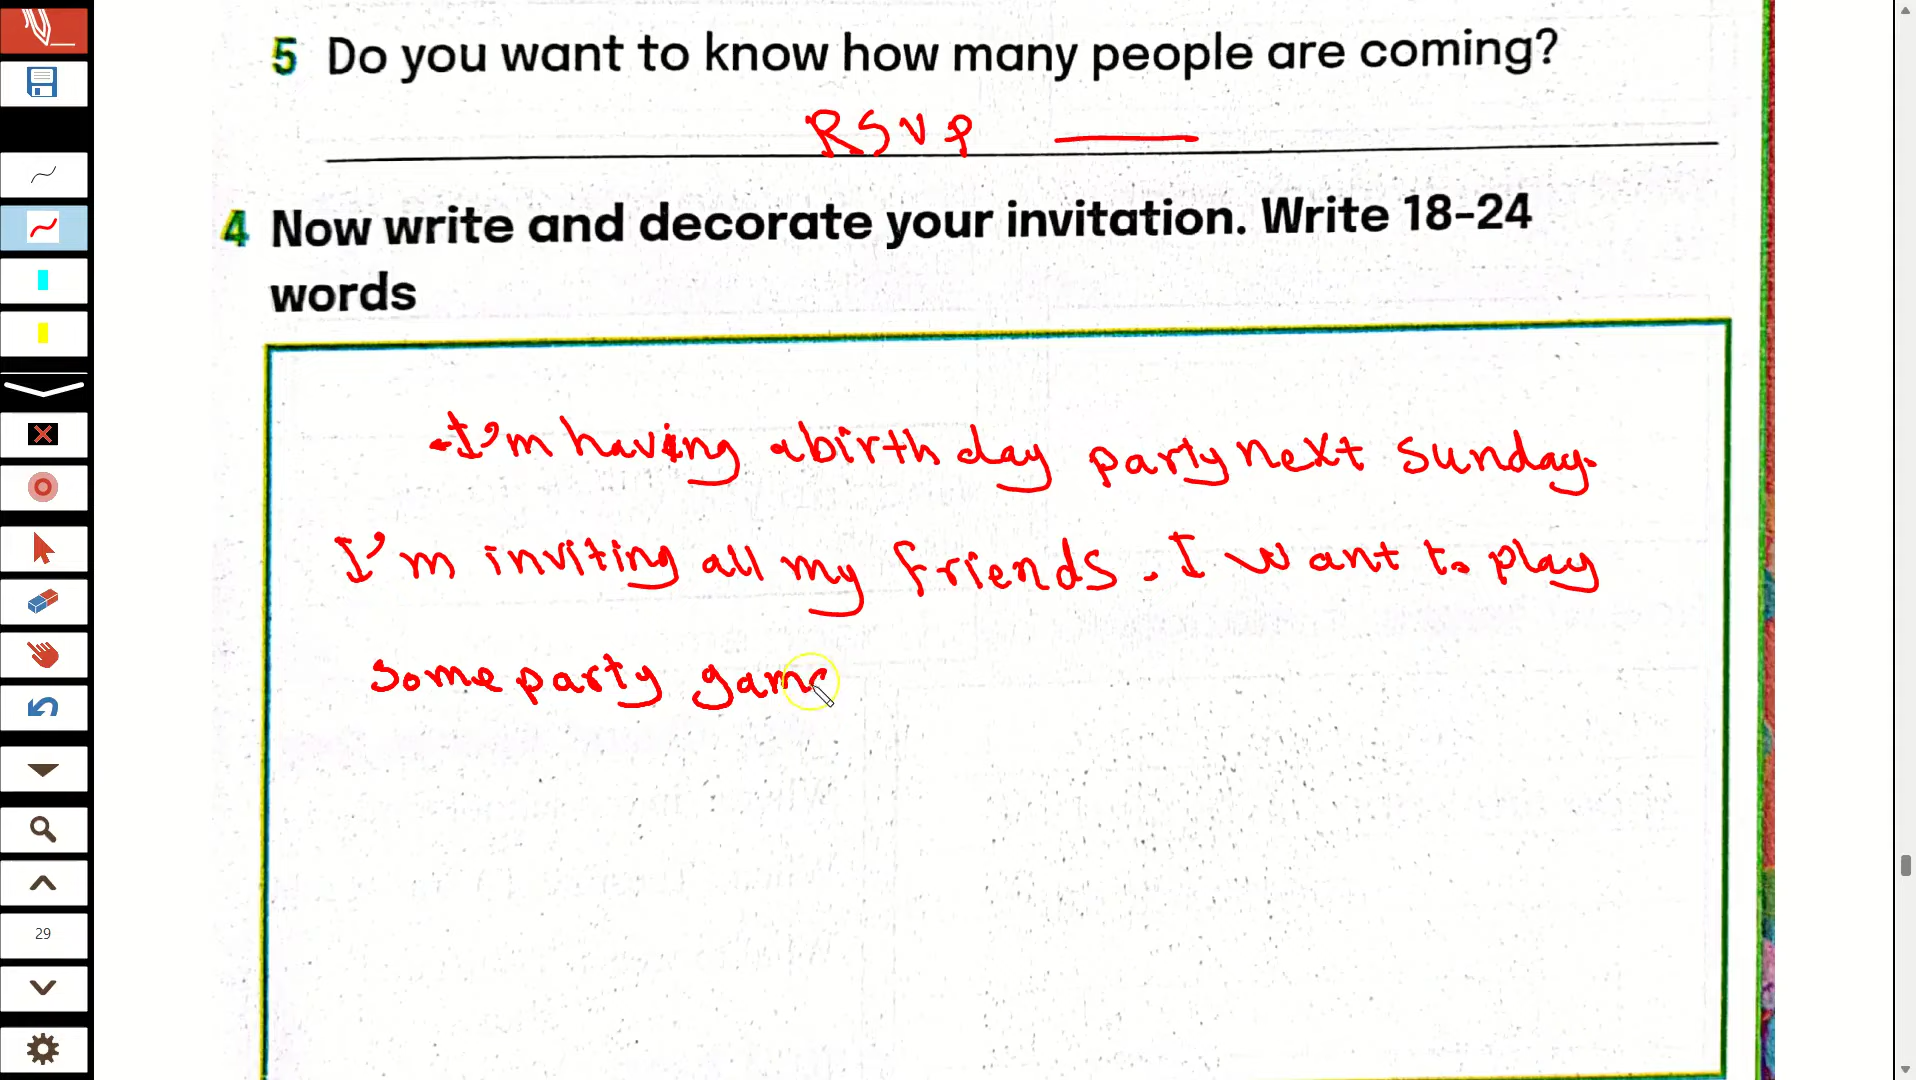 5 Do you want to know how many people are coming?
RSVP
4 Now write and decorate your invitation. Write 18-24
words
I'm having a birthday party next Sunday.
I'm inviting all my friends. I want to play
some party game
29